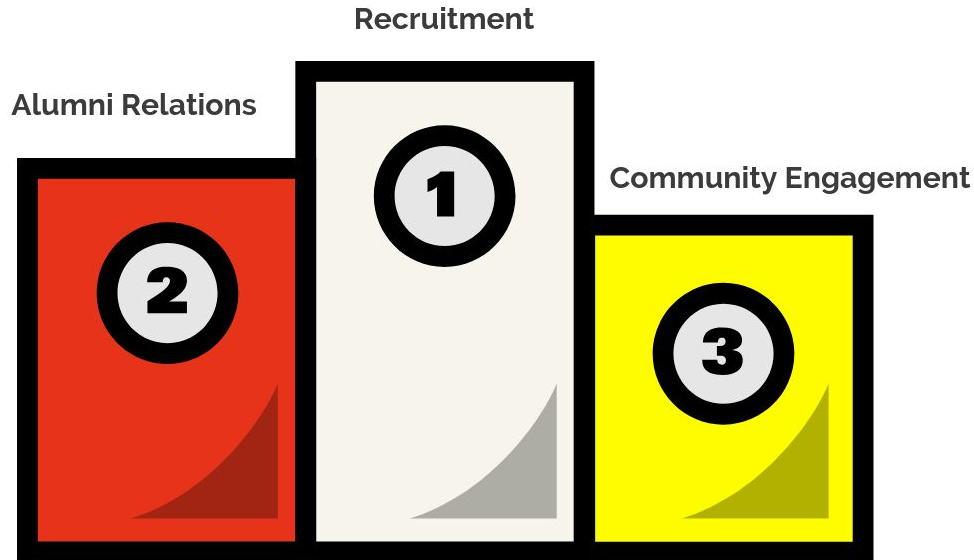 Recruitment
Alumni Relations
Community Engagement
1
2
3